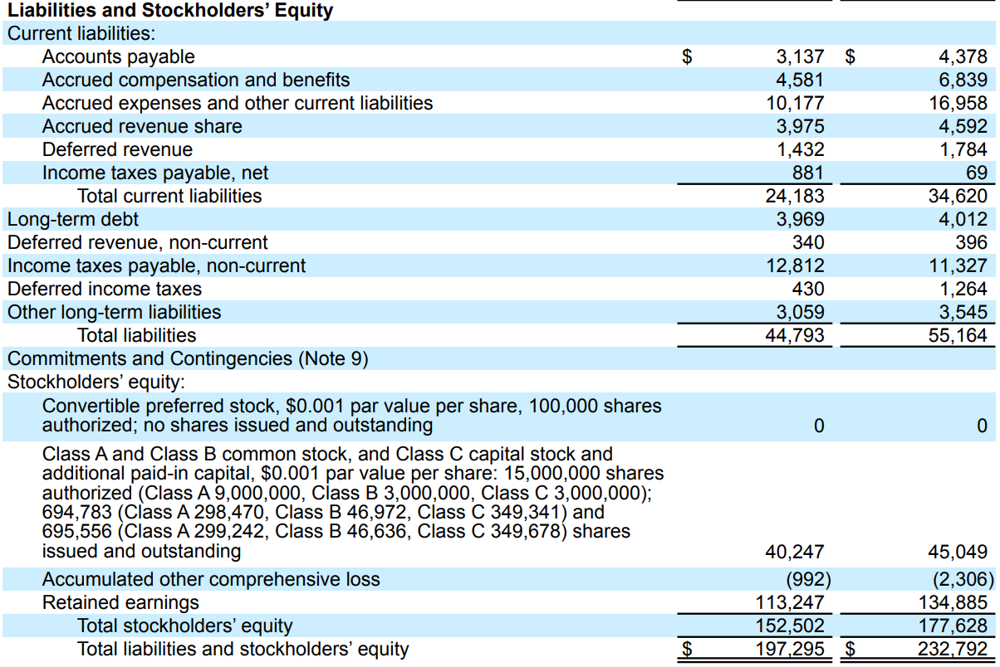 Liabilities and Stockholders’ Equity
Current liabilities:
Accounts payable $ 3,137 $ 4,378
Accrued compensation and benefits 4,581 6,839
Accrued expenses and other current liabilities 10,177 16,958
Accrued revenue share 3,975 4,592
Deferred revenue 1,432 1,784
Income taxes payable, net 881 69
Total current liabilities 24,183 34,620
Long-term debt 3,969 4,012
Deferred revenue, non-current 340 396
Income taxes payable, non-current 12,812 11,327
Deferred income taxes 430 1,264
Other long-term liabilities 3,059 3,545
Total liabilities 44,793 55,164
Commitments and Contingencies (Note 9)
Stockholders’ equity:
Convertible preferred stock, $0.001 par value per share, 100,000 shares
authorized; no shares issued and outstanding 0 0
Class A and Class B common stock, and Class C capital stock and
additional paid-in capital, $0.001 par value per share: 15,000,000 shares
authorized (Class A 9,000,000, Class B 3,000,000, Class C 3,000,000);
694,783 (Class A 298,470, Class B 46,972, Class C 349,341) and
695,556 (Class A 299,242, Class B 46,636, Class C 349,678) shares
issued and outstanding 40,247 45,049
Accumulated other comprehensive loss (992) (2,306)
Retained earnings 113,247 134,885
Total stockholders’ equity 152,502 177,628
Total liabilities and stockholders’ equity $ 197,295 $ 232,792